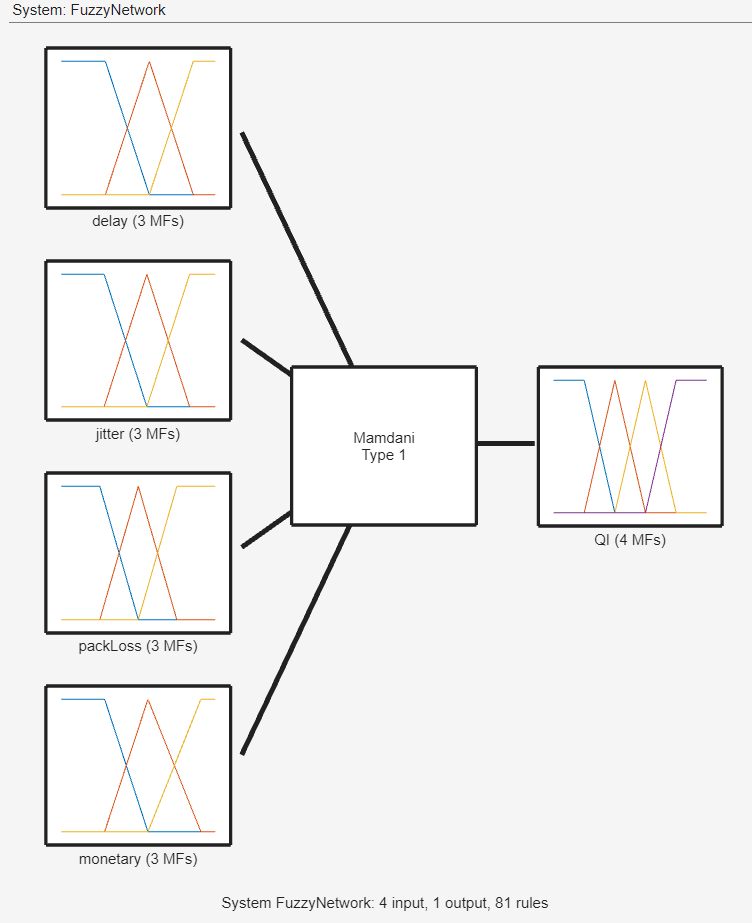 System: FuzzyNetwork
delay (3 MFs)
jitter (3 MFs)
Mamdani
Type 1
QI (4 MFs)
packLoss (3 MFs)
monetary (3 MFs)
System FuzzyNetwork: 4 input, 1 output, 81 rules